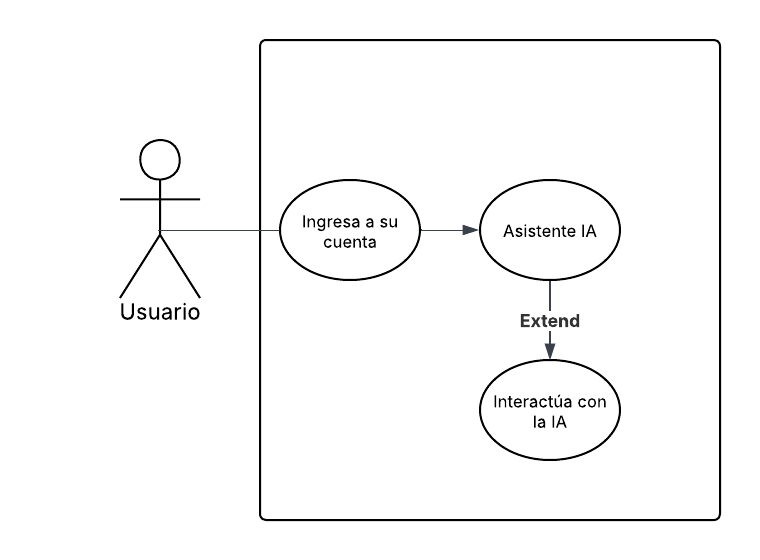 Ingresa a su
cuenta
Asistente IA
Usuario
Extend
Interactúa con
la IA